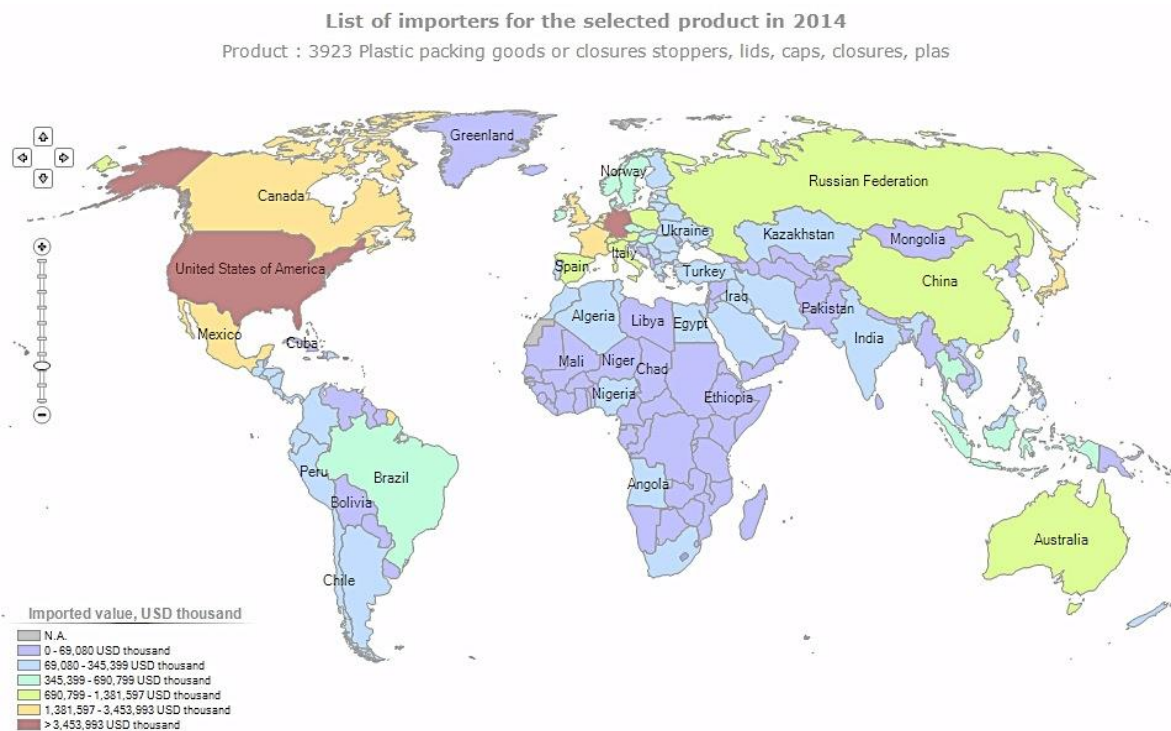 List of importers for the selected product in 2014
Product : 3923 Plastic packing goods or closures stoppers, lids, caps, closures, plas
Greenland
Norway
Canada
Russian Federation
Ukraine
Kazakhstan
Mongolia
United States of America
Spain
Italy
Turkey
China
Iraq
Pakistan
Mexico
Cuba
Algeria
Libya
Egypt
India
Mali
Niger
Chad
Nigeria
Ethiopia
Peru
Brazil
Bolivia
Angola
Chile
Australia
Imported value, USD thousand
N.A.
0 - 69,080 USD thousand
69,080 - 345,399 USD thousand
345,399 - 690,799 USD thousand
690,799 - 1,381,597 USD thousand
1,381,597 - 3,453,993 USD thousand
> 3,453,993 USD thousand